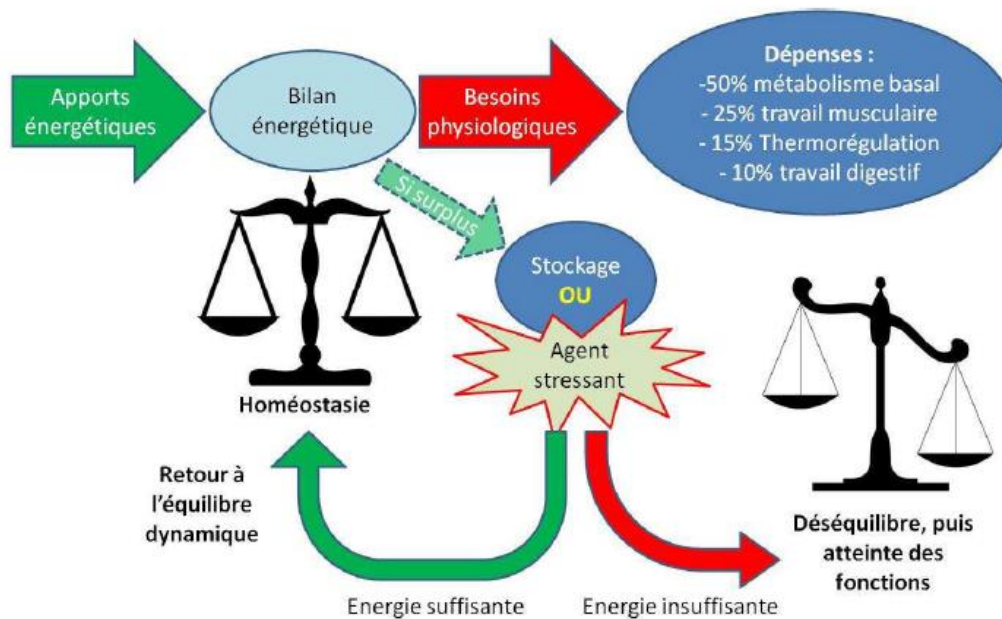 Apports
énergétiques
Bilan
énergétique
Besoins
physiologiques
Dépenses :
-50% métabolisme basal
- 25% travail musculaire
- 15% Thermorégulation
- 10% travail digestif
Si surplus
Stockage
OU
Agent
stressant
Homéostasie
Retour à
l'équilibre
dynamique
Déséquilibre, puis
atteinte des
fonctions
Energie suffisante
Energie insuffisante